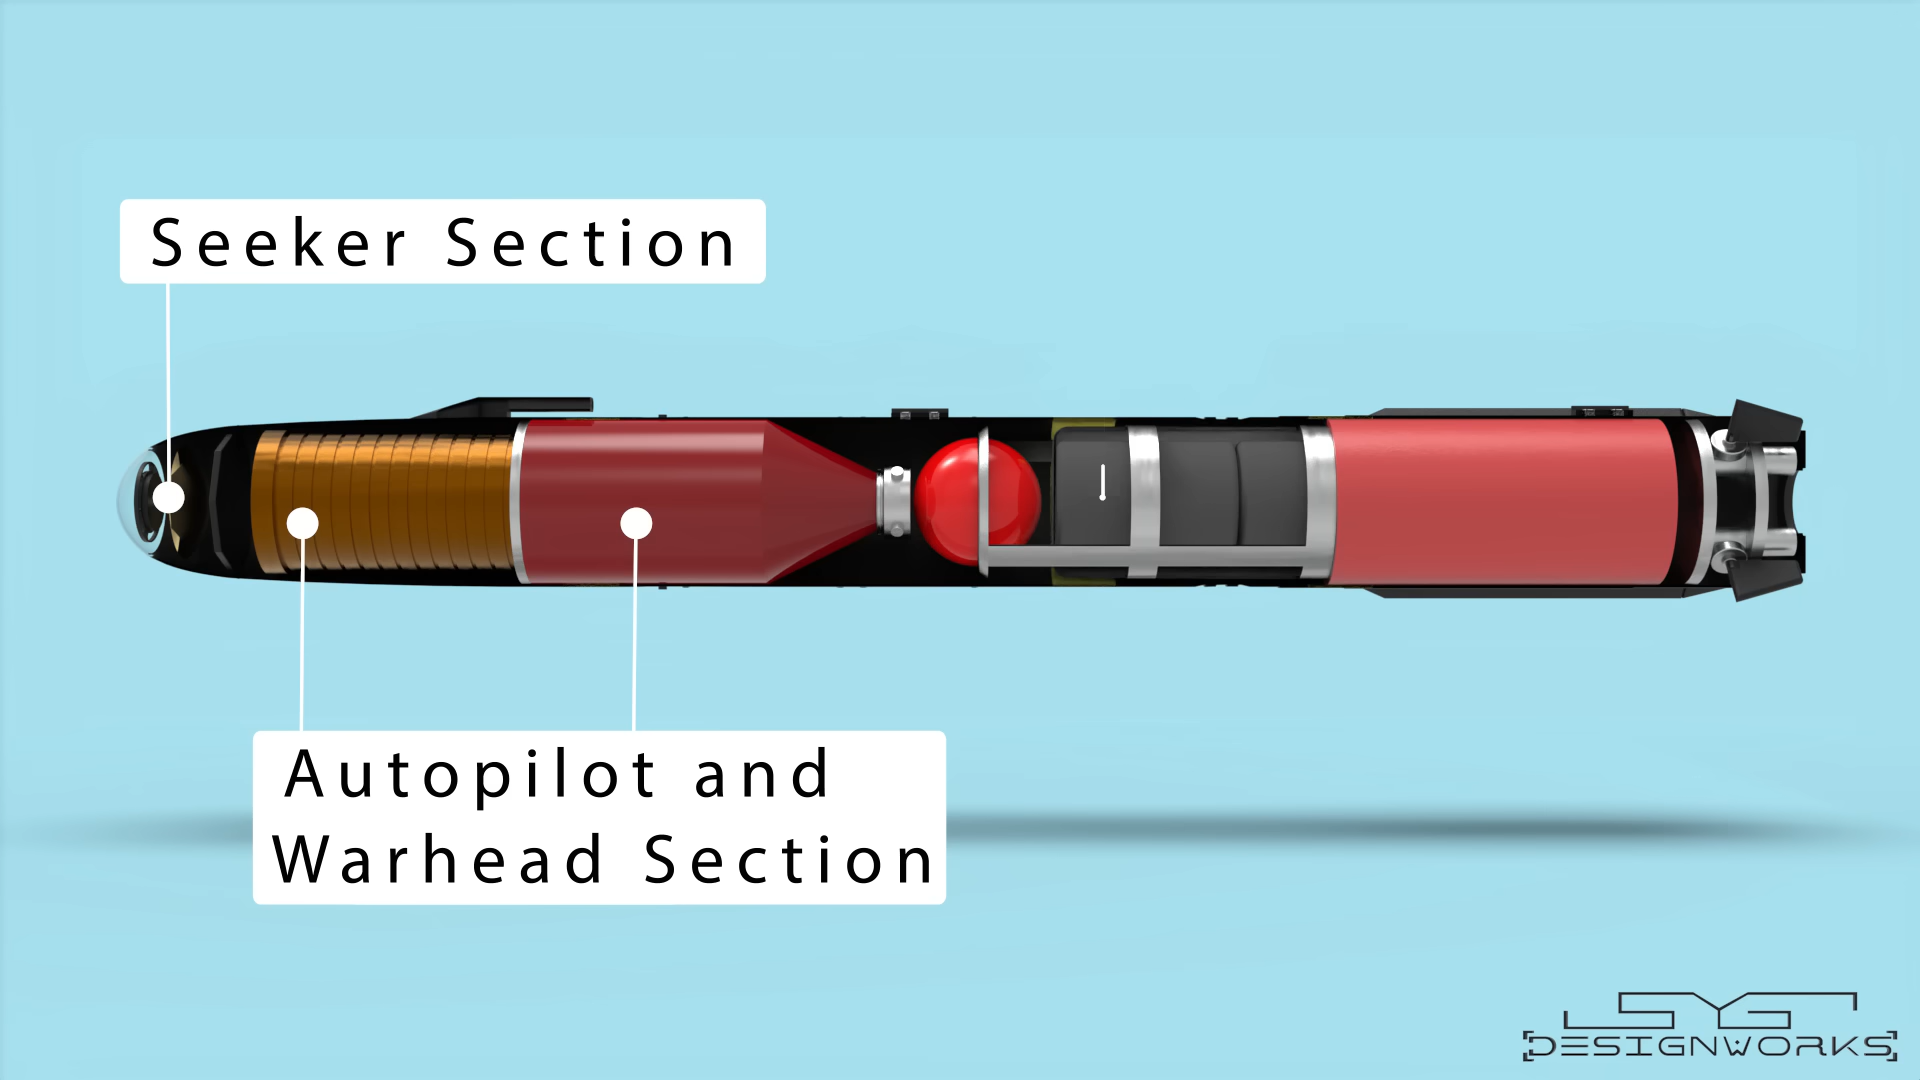 Seeker Section
Autopilot and
Warhead Section
DESIGNWORKS